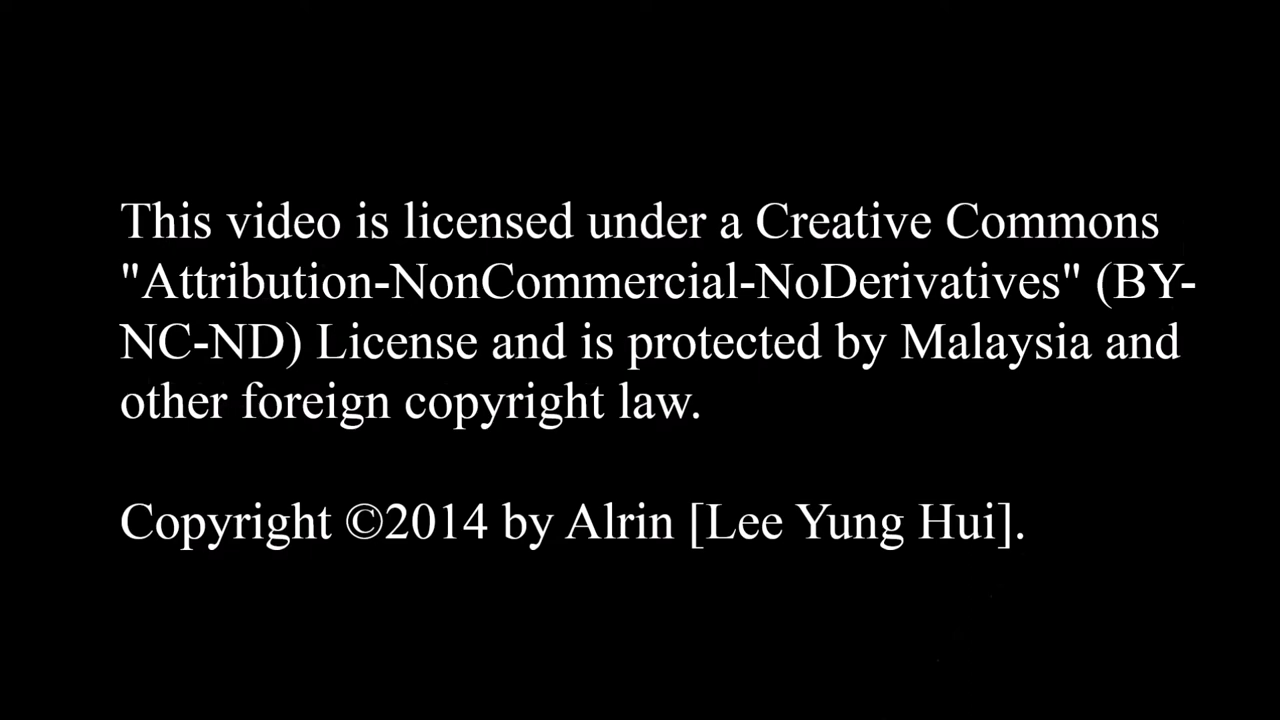 This video is licensed under a Creative Commons
"Attribution-NonCommercial-NoDerivatives" (BY-
NC-ND) License and is protected by Malaysia and
other foreign copyright law.
Copyright ©2014 by Alrin [Lee Yung Hui].